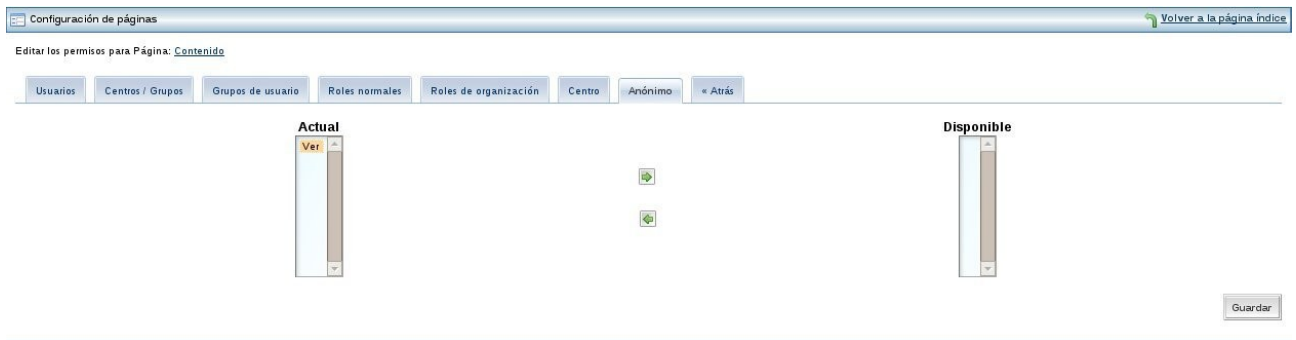 Configuración de páginas
Volver a la página índice
Editar los permisos para Página: Contenido
Usuarios Centros / Grupos Grupos de usuario Roles normales Roles de organización Centro Anónimo « Atrás
Actual Disponible
Ver
Guardar